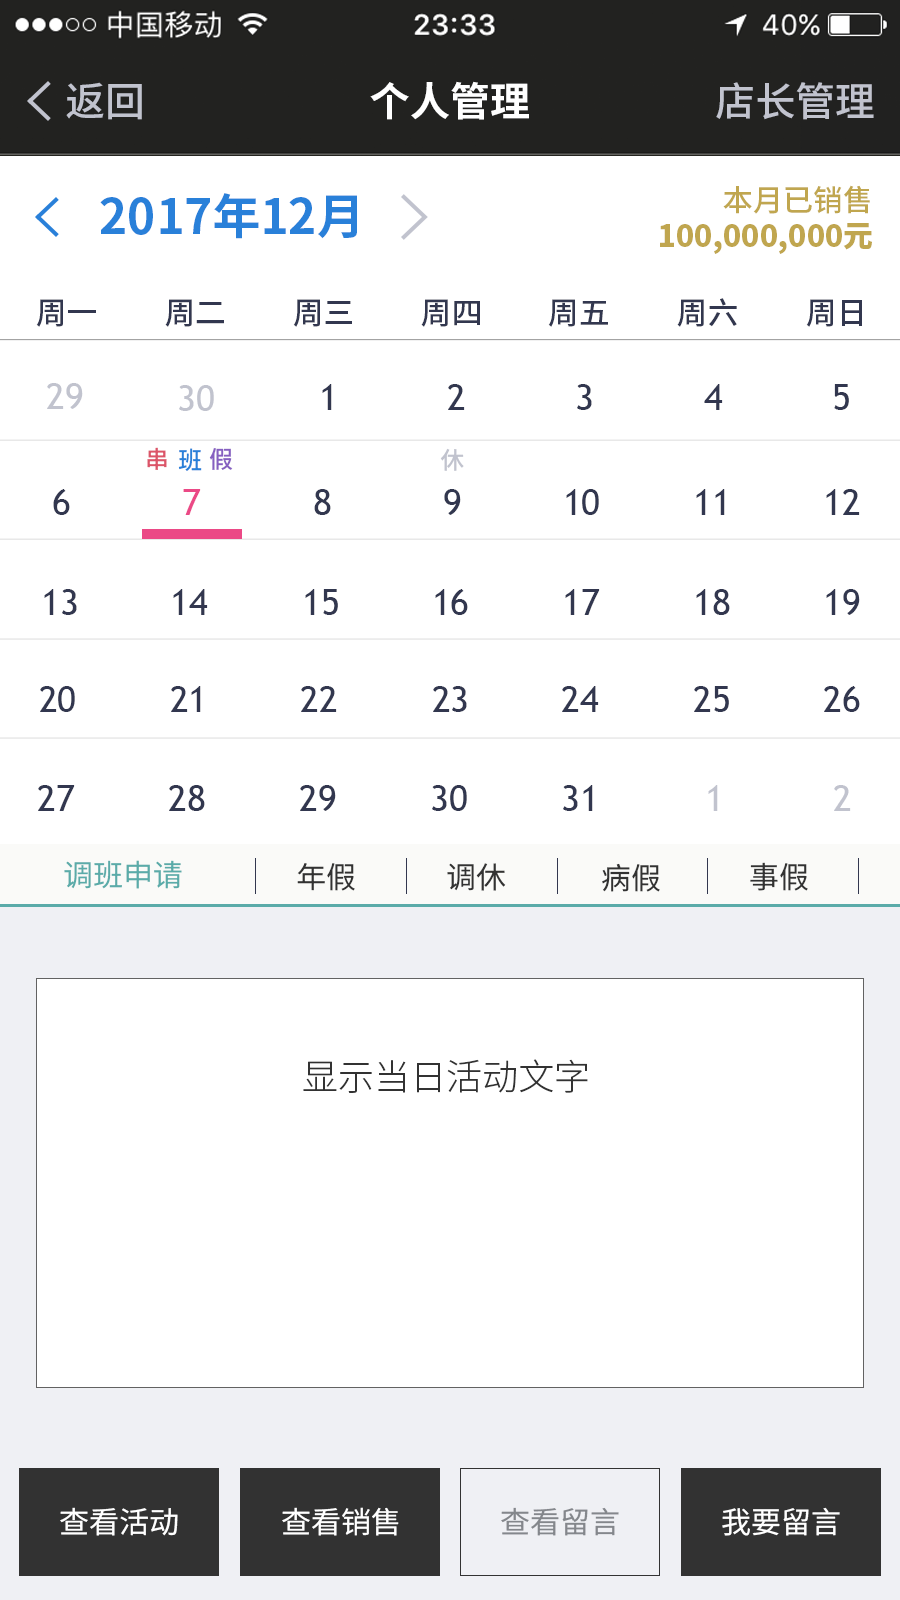 中国移动 23:33 40%
返回 个人管理 店长管理
2017年12月 本月已销售
100,000,000元
周一 周二 周三 周四 周五 周六 周日
29 30 1 2 3 4 5
串 班 假 休
6 7 8 9 10 11 12
13 14 15 16 17 18 19
20 21 22 23 24 25 26
27 28 29 30 31 1 2
调班申请 年假 调休 病假 事假
显示当日活动文字
查看活动 查看销售 查看留言 我要留言